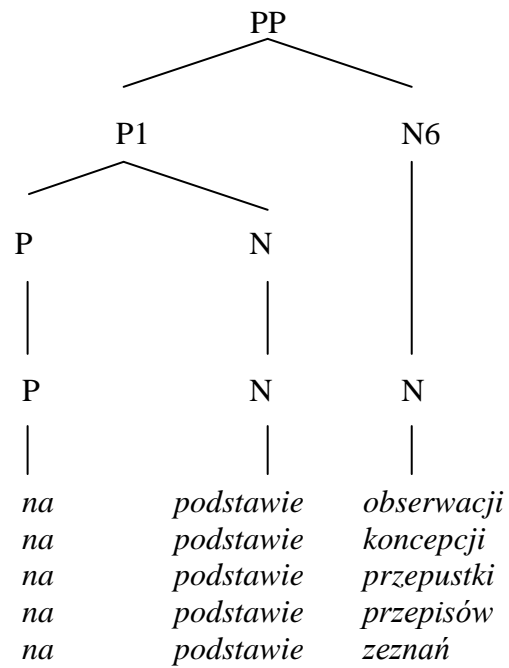 PP
P1 N6
P N
P N N
na podstawie obserwacji
na podstawie koncepcji
na podstawie przepustki
na podstawie przepisów
na podstawie zeznań